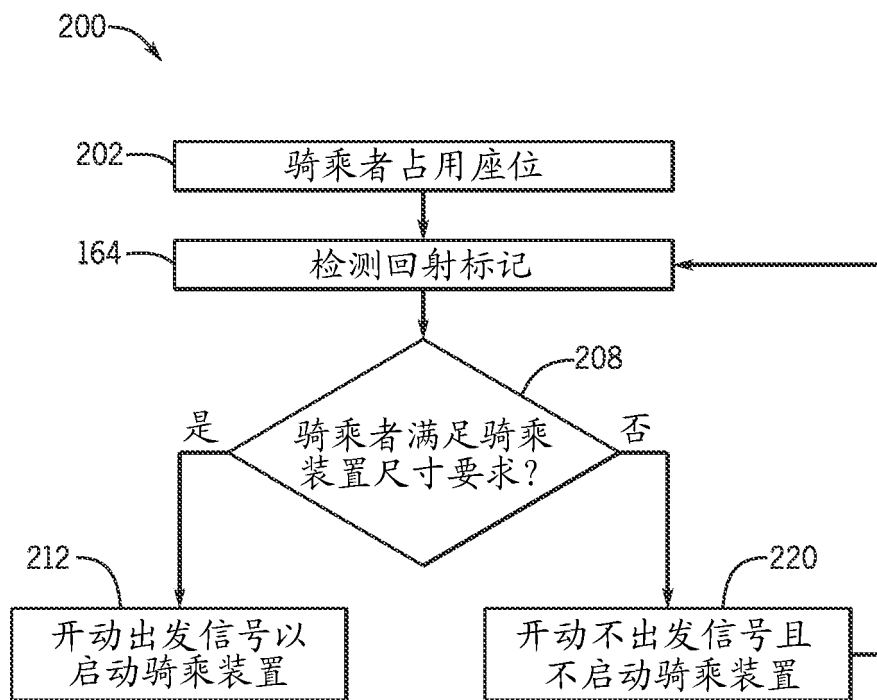 200
202
骑乘者占用座位
164
检测回射标记
208
是
骑乘者满足骑乘
装置尺寸要求？
否
212
220
开动出发信号以
启动骑乘装置
开动不出发信号且
不启动骑乘装置